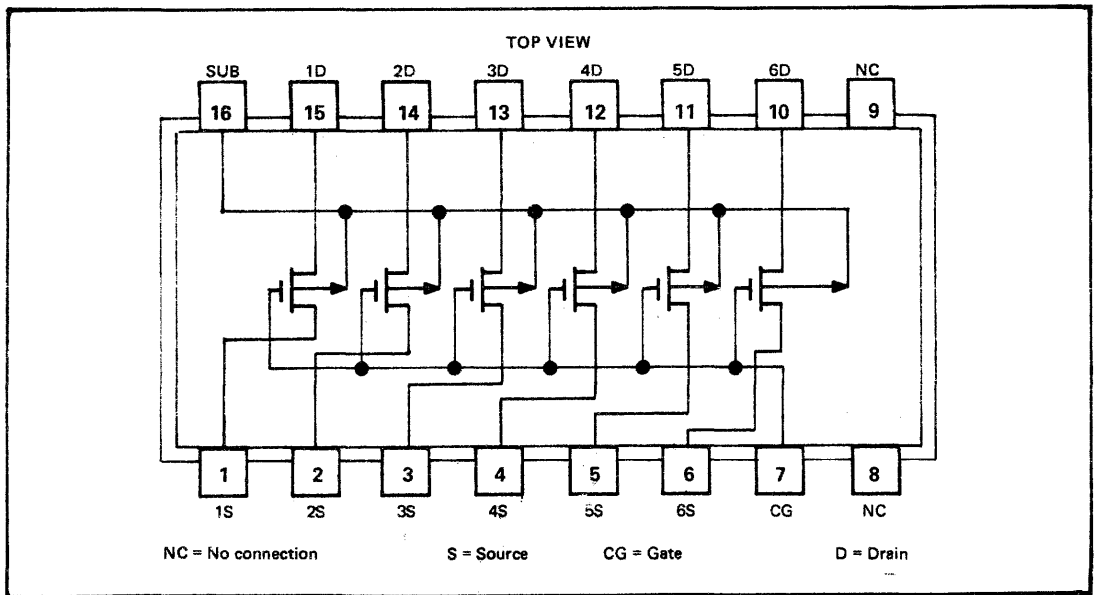 TOP VIEW
SUB 1D 2D 3D 4D 5D 6D NC
16 15 14 13 12 11 10 9
1 2 3 4 5 6 7 8
1S 2S 3S 4S 5S 6S CG NC
NC = No connection S = Source CG = Gate D = Drain